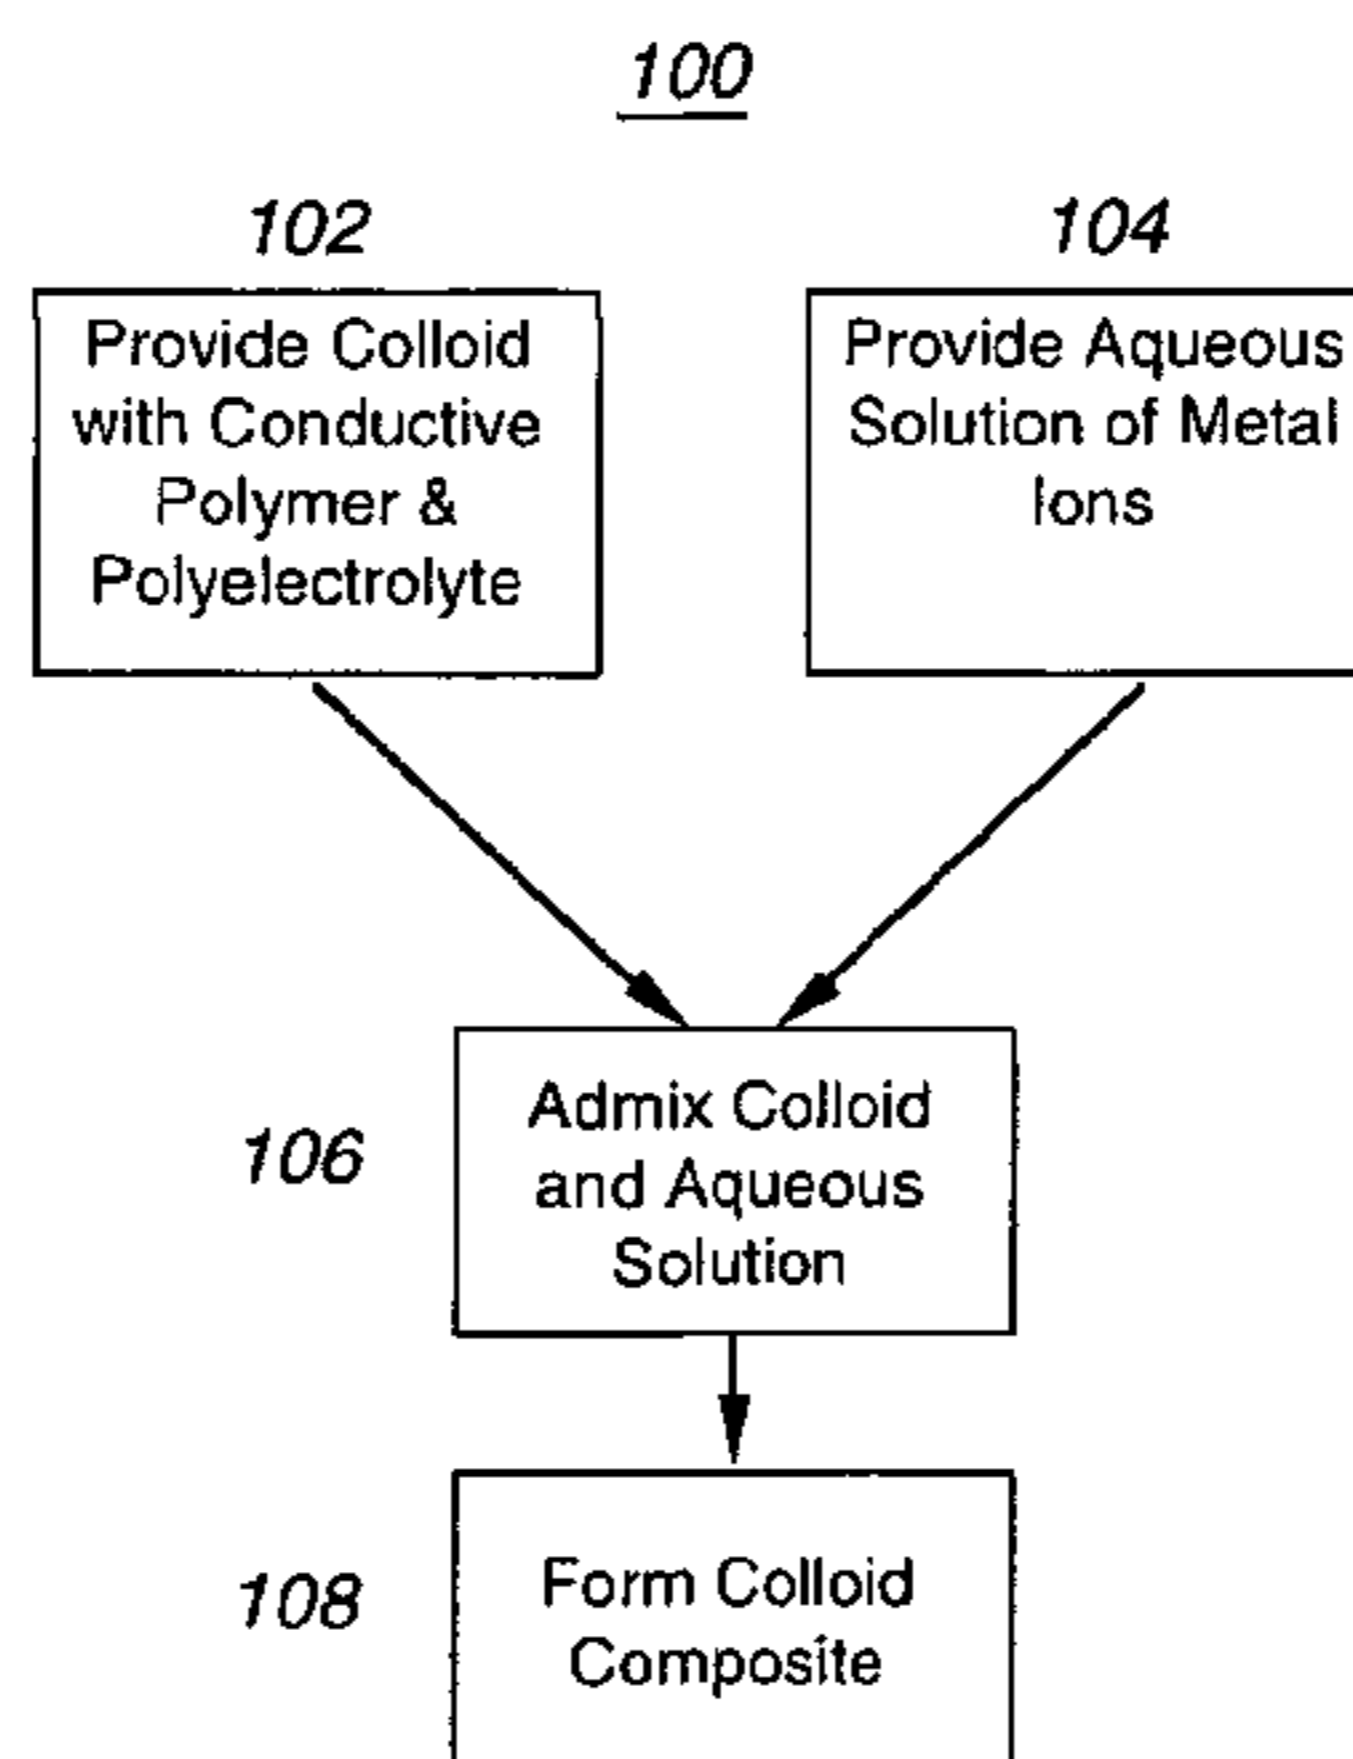 100
102
104
Provide Colloid
with Conductive
Polymer &
Polyelectrolyte
Provide Aqueous
Solution of Metal
Ions
106
Admix Colloid
and Aqueous
Solution
108
Form Colloid
Composite